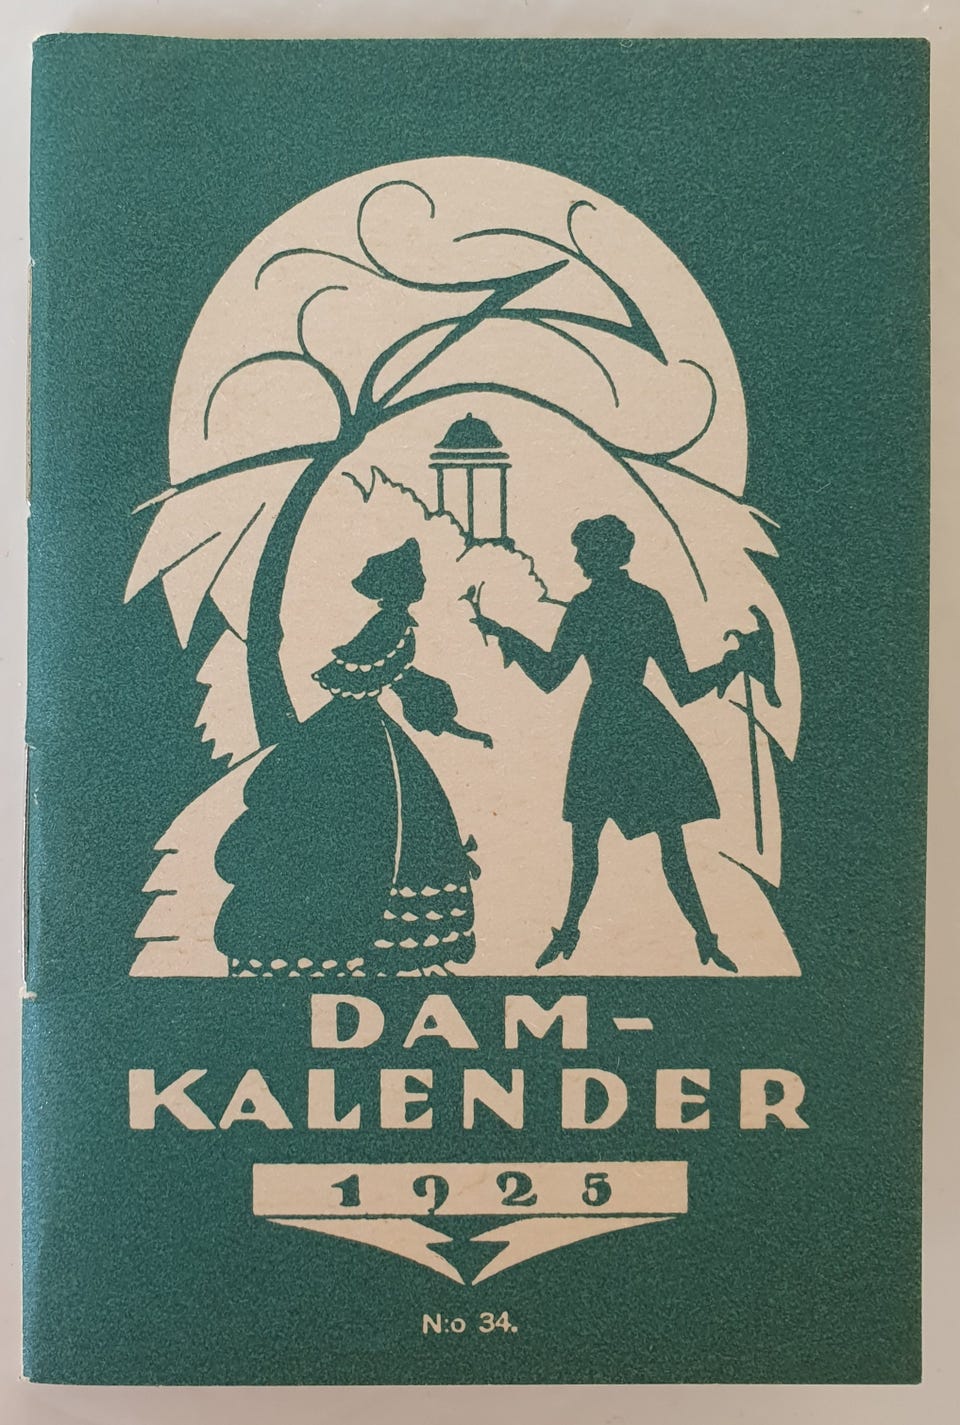 DAM-
KALENDER
1925
N:o 34.